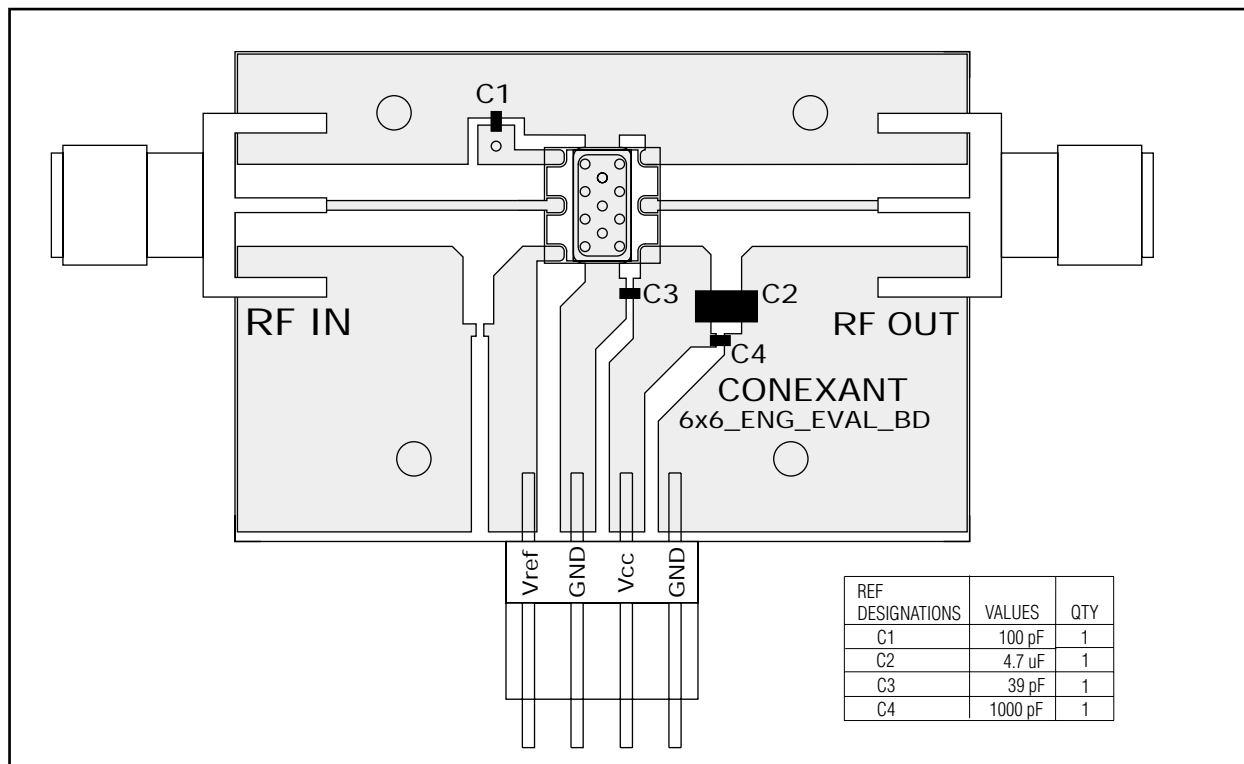 C1
C3
C2
RF IN
RF OUT
C4
CONEXANT
6x6_ENG_EVAL_BD
Vref
GND
Vcc
GND
REF
DESIGNATIONS VALUES QTY
C1 100 pF 1
C2 4.7 uF 1
C3 39 pF 1
C4 1000 pF 1